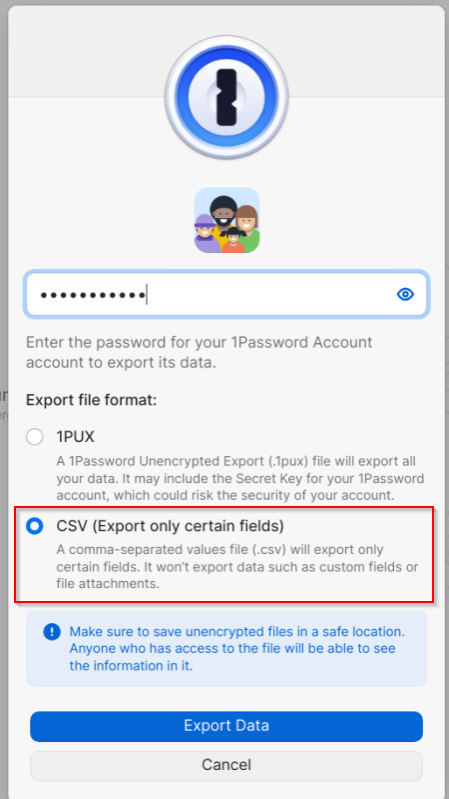 •••••••••••
Enter the password for your 1Password Account
account to export its data.
Export file format:
1PUX
A 1Password Unencrypted Export (.1pux) file will export all
your data. It may include the Secret Key for your 1Password
account, which could risk the security of your account.
CSV (Export only certain fields)
A comma-separated values file (.csv) will export only
certain fields. It won't export data such as custom fields or
file attachments.
Make sure to save unencrypted files in a safe location.
Anyone who has access to the file will be able to see
the information in it.
Export Data
Cancel